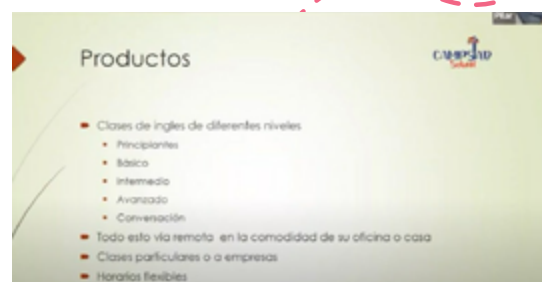 Productos
Clases de ingles de diferentes niveles
Principiantes
Básico
Intermedio
Avanzado
Conversación
Todo esto via remota en la comodidad de su oficina o casa
Clases particulares o a empresas
Horarios flexibles